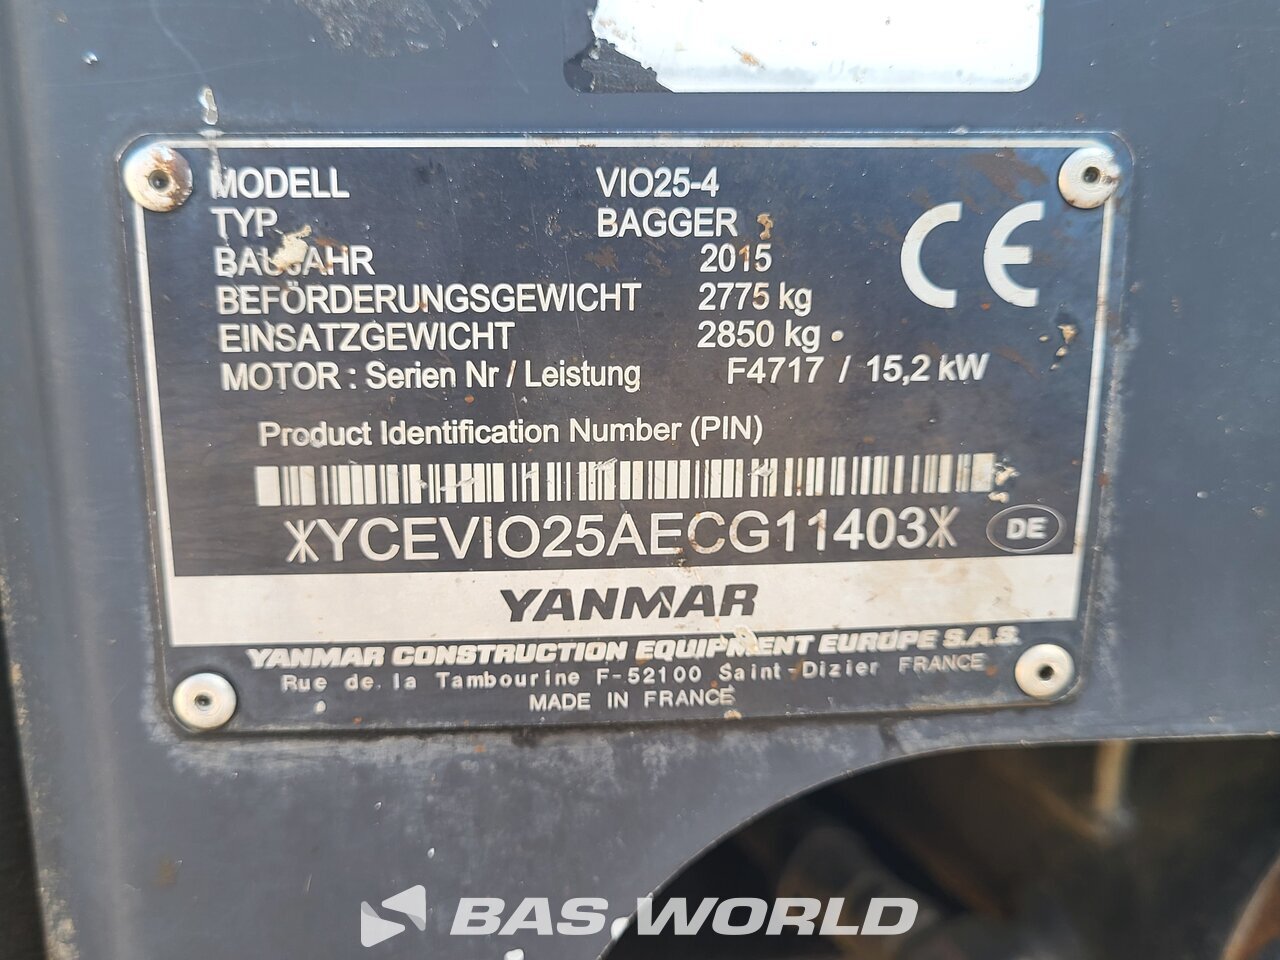 MODELL VIO25-4
TYP BAGGER
BAUJAHR 2015
BEFÖRDERUNGSGEWICHT 2775 kg
EINSATZGEWICHT 2850 kg
MOTOR : Serien Nr / Leistung F4717 / 15,2 kW
CE
Product Identification Number (PIN)
*YCEVIO25AECG11403*
DE
YANMAR
YANMAR CONSTRUCTION EQUIPMENT EUROPE S.A.S.
Rue de la Tambourine F-52100 Saint-Dizier FRANCE
MADE IN FRANCE
BAS.WORLD